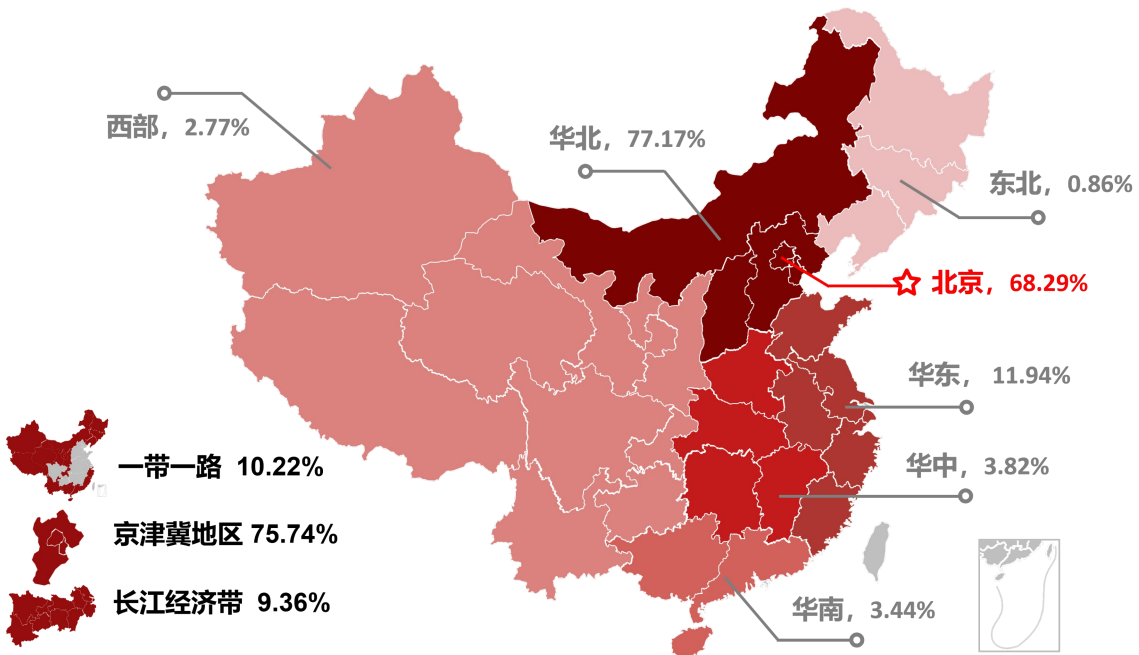 西部，2.77%
华北，77.17%
东北，0.86%
北京，68.29%
华东，11.94%
一带一路 10.22%
华中，3.82%
京津冀地区 75.74%
长江经济带 9.36%
华南，3.44%